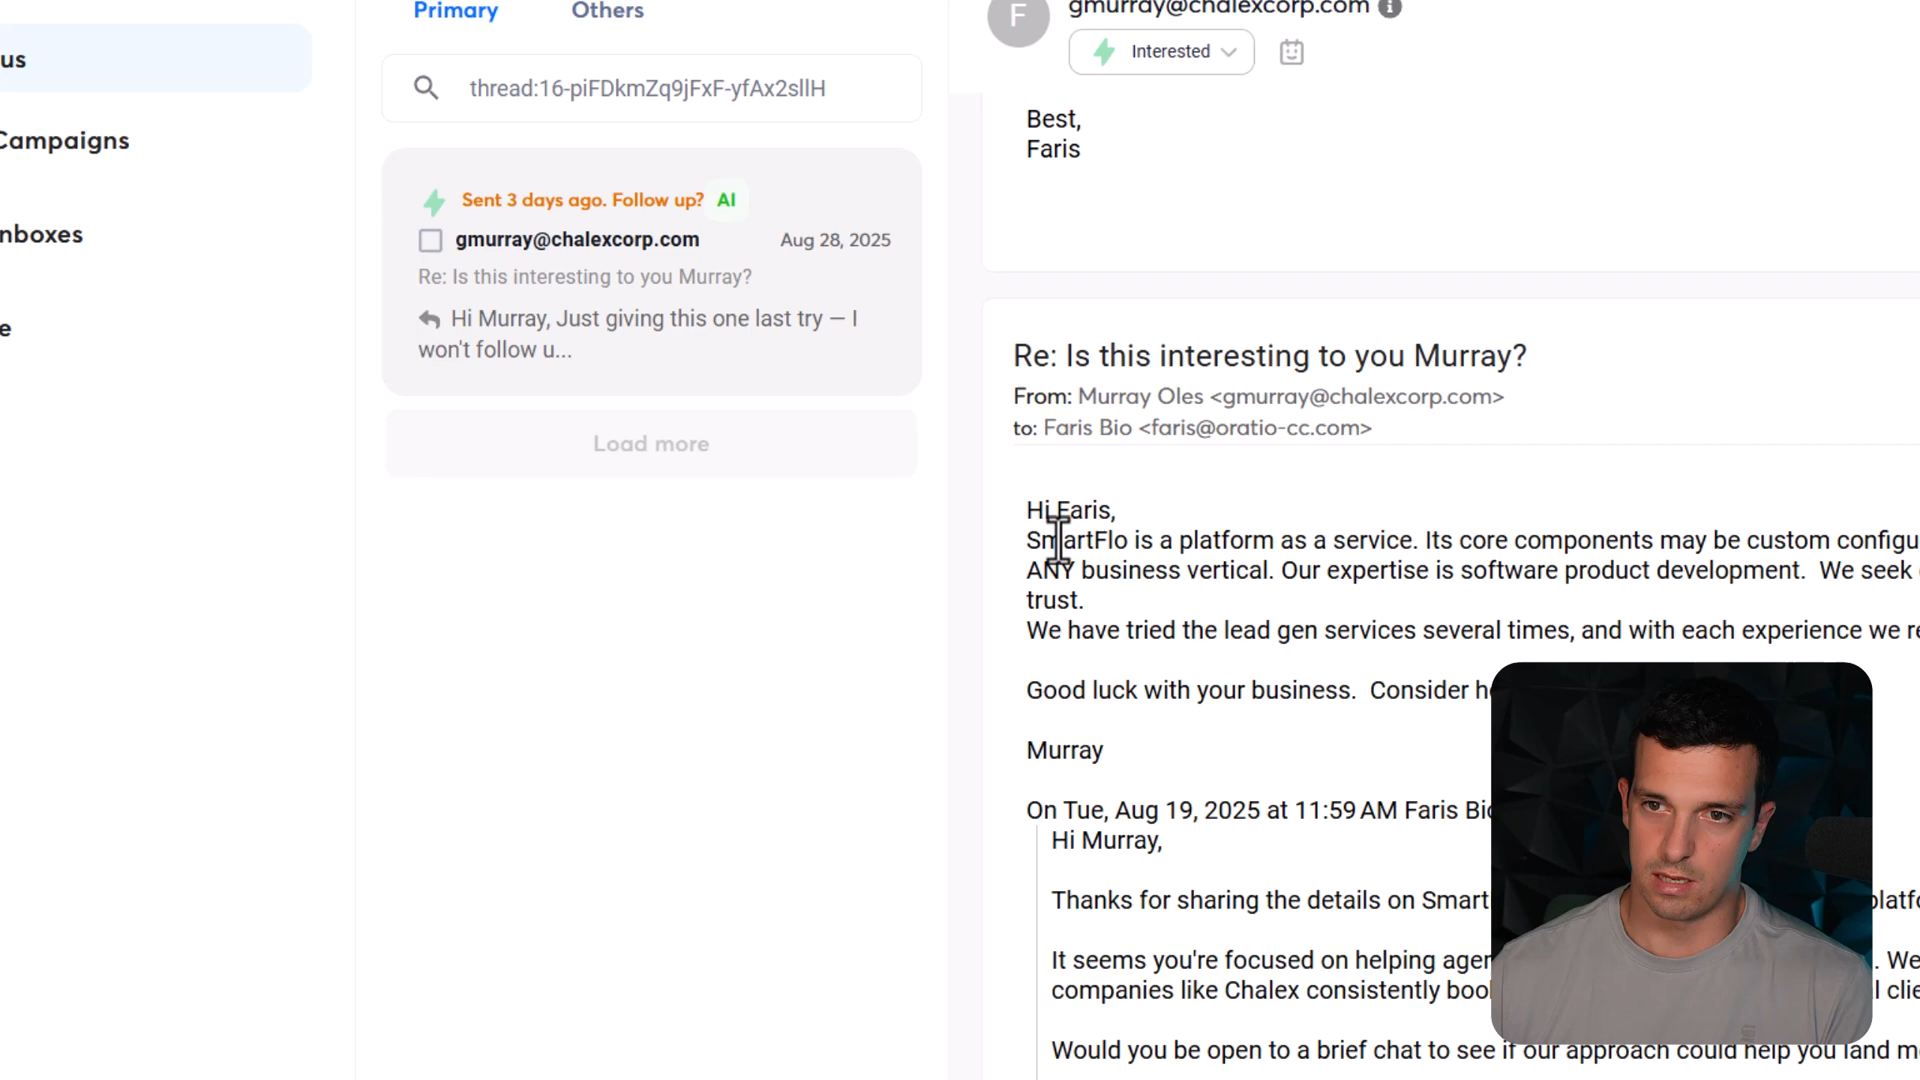 us
Campaigns
nboxes
e
Primary
Others
thread:16-piFDkmZq9jFxF-yfAx2sllH
Sent 3 days ago. Follow up? AI
gmurray@chalexcorp.com
Aug 28, 2025
Re: Is this interesting to you Murray?
Hi Murray, Just giving this one last try — I
won't follow u...
Load more
F
gmurray@chalexcorp.com
Interested
Best,
Faris
Re: Is this interesting to you Murray?
From: Murray Oles <gmurray@chalexcorp.com>
to: Faris Bio <faris@oratio-cc.com>
Hi Faris,
SmartFlo is a platform as a service. Its core components may be custom configu
ANY business vertical. Our expertise is software product development. We seek
trust.
We have tried the lead gen services several times, and with each experience we re
Good luck with your business. Consider
Murray
On Tue, Aug 19, 2025 at 11:59 AM Faris Bio
Hi Murray,
Thanks for sharing the details on Smart
platfo
It seems you're focused on helping agen
. We
companies like Chalex consistently boo
l clie
Would you be open to a brief chat to see if our approach could help you land m